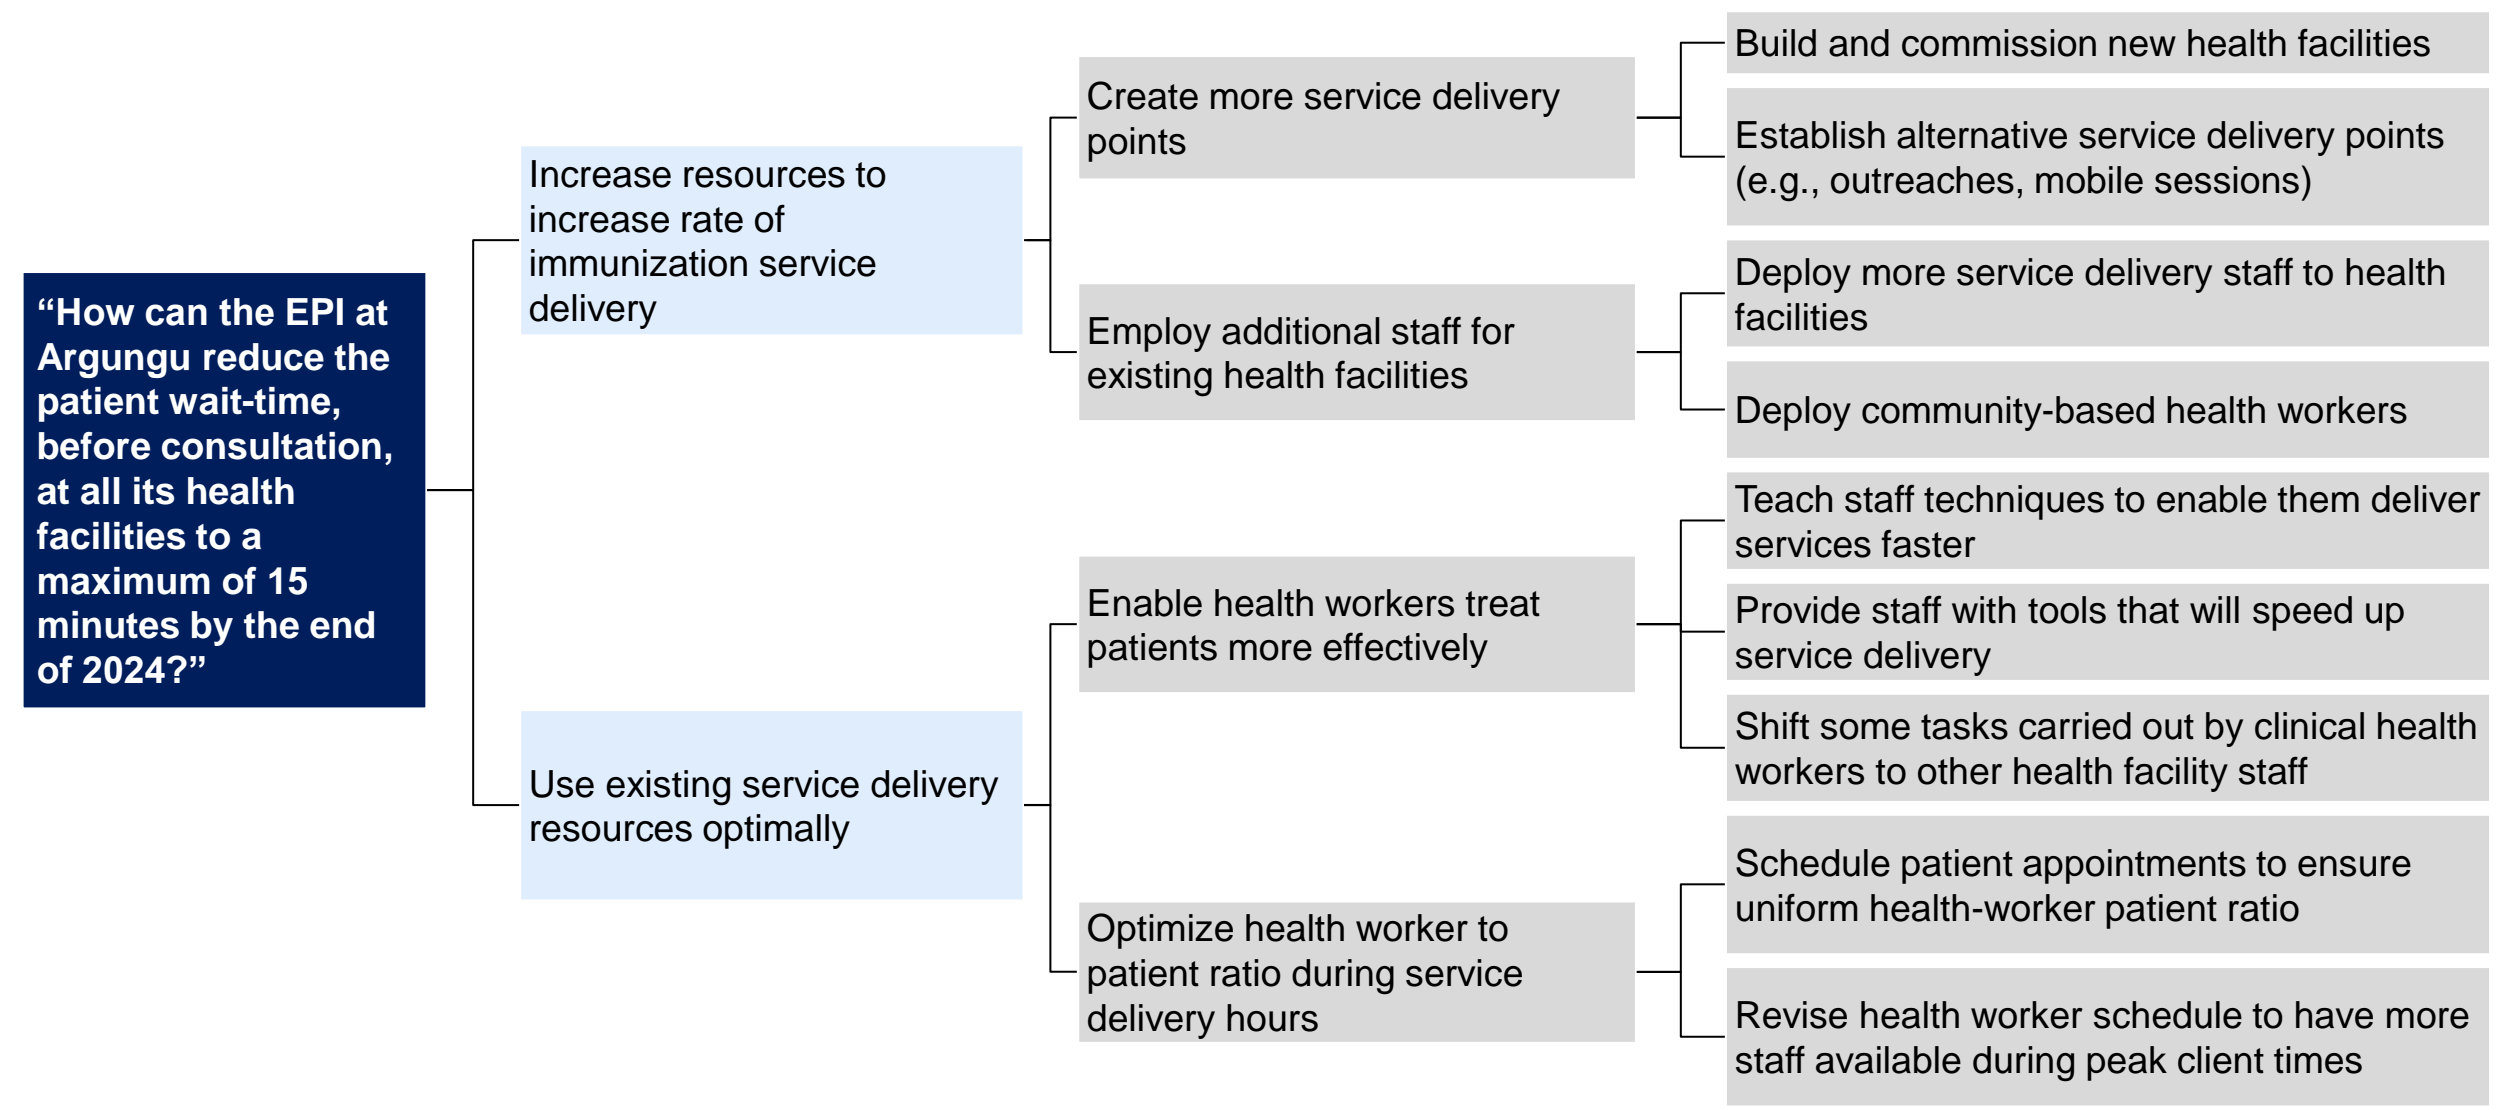 “How can the EPI at
Argungu reduce the
patient wait-time,
before consultation,
at all its health
facilities to a
maximum of 15
minutes by the end
of 2024?”
Increase resources to
increase rate of
immunization service
delivery
Use existing service delivery
resources optimally
Create more service delivery
points
Employ additional staff for
existing health facilities
Enable health workers treat
patients more effectively
Optimize health worker to
patient ratio during service
delivery hours
Build and commission new health facilities
Establish alternative service delivery points
(e.g., outreaches, mobile sessions)
Deploy more service delivery staff to health
facilities
Deploy community-based health workers
Teach staff techniques to enable them deliver
services faster
Provide staff with tools that will speed up
service delivery
Shift some tasks carried out by clinical health
workers to other health facility staff
Schedule patient appointments to ensure
uniform health-worker patient ratio
Revise health worker schedule to have more
staff available during peak client times